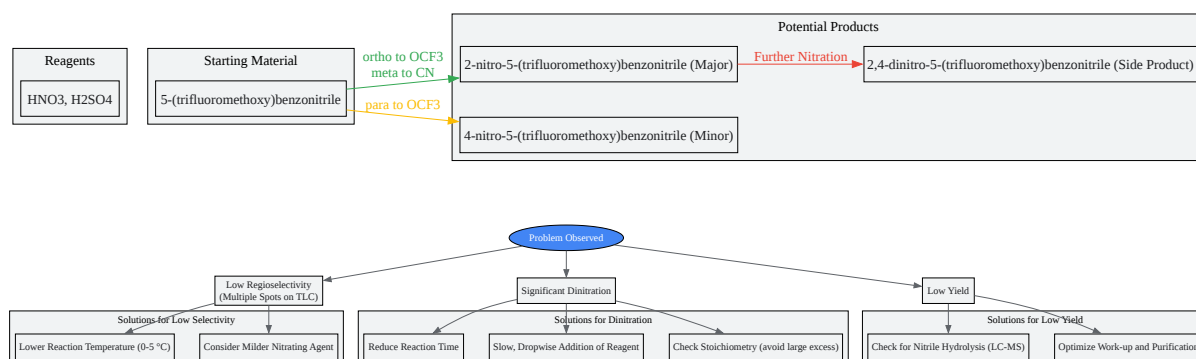 Potential Products
Reagents
HNO3, H2SO4
Starting Material
5-(trifluoromethoxy)benzonitrile
ortho to OCF3
meta to CN
para to OCF3
2-nitro-5-(trifluoromethoxy)benzonitrile (Major)
Further Nitration
2,4-dinitro-5-(trifluoromethoxy)benzonitrile (Side Product)
4-nitro-5-(trifluoromethoxy)benzonitrile (Minor)
Problem Observed
Low Regioselectivity
(Multiple Spots on TLC)
Significant Dinitration
Low Yield
Solutions for Low Selectivity
Solutions for Dinitration
Solutions for Low Yield
Lower Reaction Temperature (0-5 °C)
Consider Milder Nitrating Agent
Reduce Reaction Time
Slow, Dropwise Addition of Reagent
Check Stoichiometry (avoid large excess)
Check for Nitrile Hydrolysis (LC-MS)
Optimize Work-up and Purification